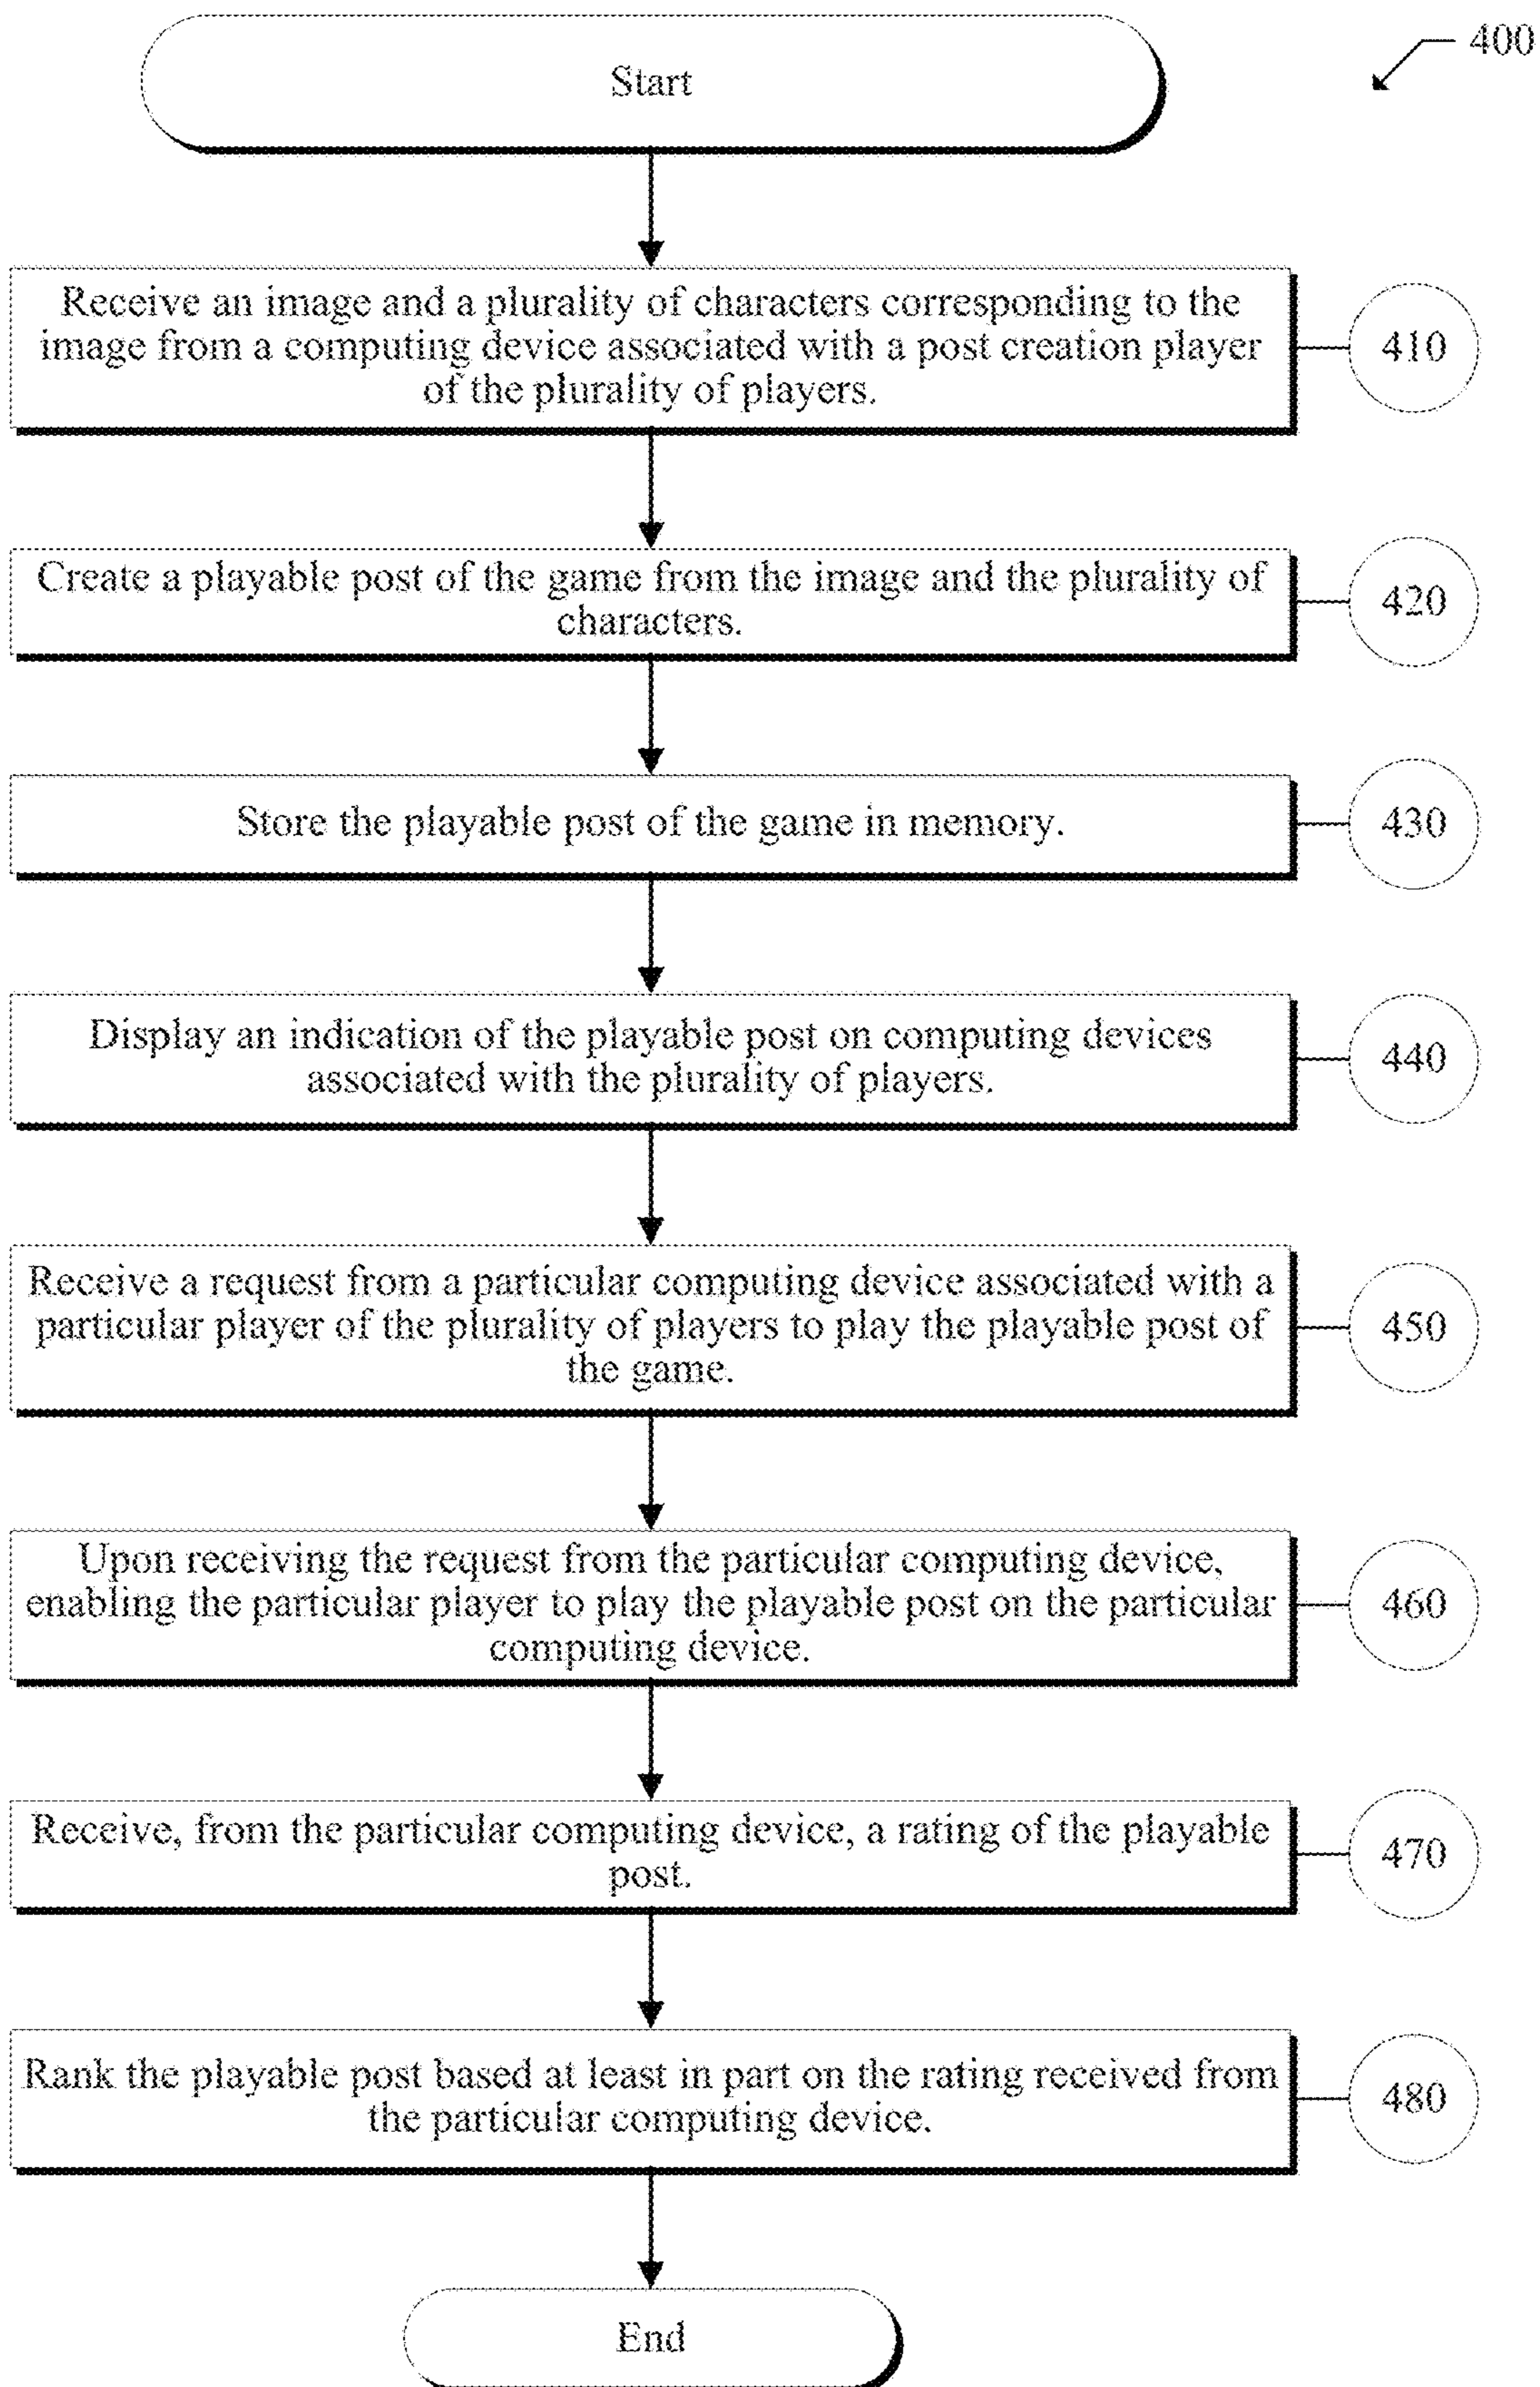 Start
400
Receive an image and a plurality of characters corresponding to the
image from a computing device associated with a post creation player
of the plurality of players.
410
Create a playable post of the game from the image and the plurality of
characters.
420
Store the playable post of the game in memory.
430
Display an indication of the playable post on computing devices
associated with the plurality of players.
440
Receive a request from a particular computing device associated with a
particular player of the plurality of players to play the playable post of
the game.
450
Upon receiving the request from the particular computing device,
enabling the particular player to play the playable post on the particular
computing device.
460
Receive, from the particular computing device, a rating of the playable
post.
470
Rank the playable post based at least in part on the rating received from
the particular computing device.
480
End